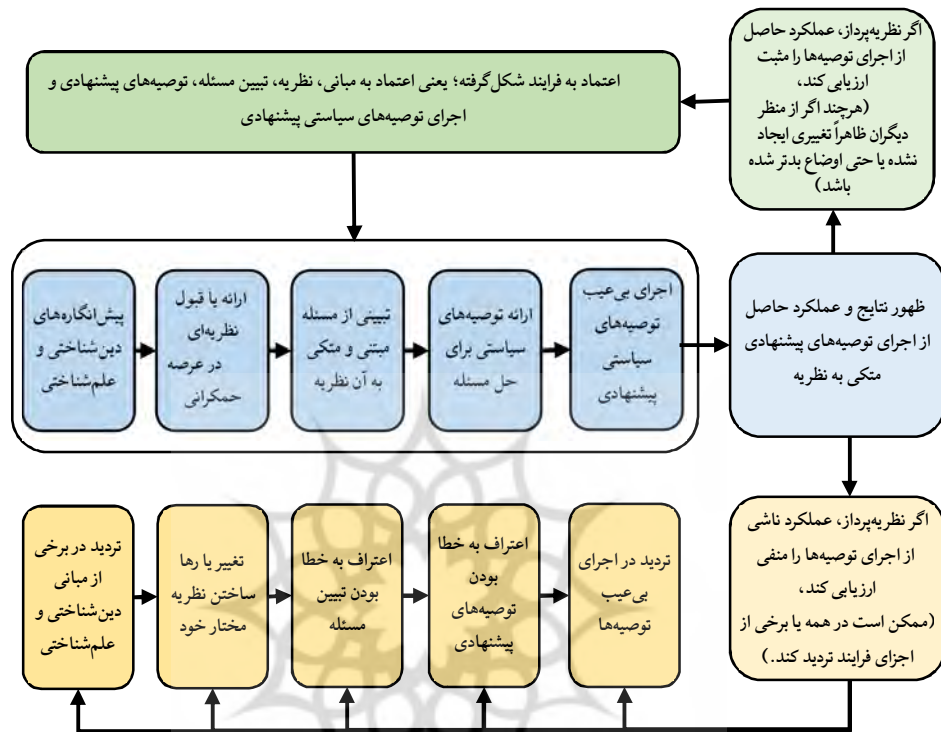 اگر نظریه‌پرداز، عملکرد حاصل
از اجرای توصیه‌ها را مثبت
ارزیابی کند،
(هرچند اگر از منظر
دیگران ظاهراً تغییری ایجاد
نشده یا حتی اوضاع بدتر شده
باشد)
اعتماد به فرایند شکل‌گرفته؛ یعنی اعتماد به مبانی، نظریه، تبیین مسئله، توصیه‌های پیشنهادی و
اجرای توصیه‌های سیاستی پیشنهادی
پیش‌انگاره‌های
دین‌شناختی و
علم‌شناختی
ارائه یا قبول
نظریه‌ای
در عرصه
حمکرانی
تبیینی از مسئله
مبتنی و متکی
به آن نظریه
ارائه توصیه‌های
سیاستی برای
حل مسئله
اجرای بی‌عیب
توصیه‌های
سیاستی
پیشنهادی
ظهور نتایج و عملکرد حاصل
از اجرای توصیه‌های پیشنهادی
متکی به نظریه
اگر نظریه‌پرداز، عملکرد ناشی
از اجرای توصیه‌ها را منفی
ارزیابی کند،
(ممکن است در همه یا برخی از
اجزای فرایند تردید کند.)
تردید در برخی
از مبانی
دین‌شناختی و
علم‌شناختی
تغییر یا رها
ساختن نظریه
مختار خود
اعتراف به خطا
بودن تبیین
مسئله
اعتراف به خطا
بودن
توصیه‌های
پیشنهادی
تردید در اجرای
بی‌عیب
توصیه‌ها